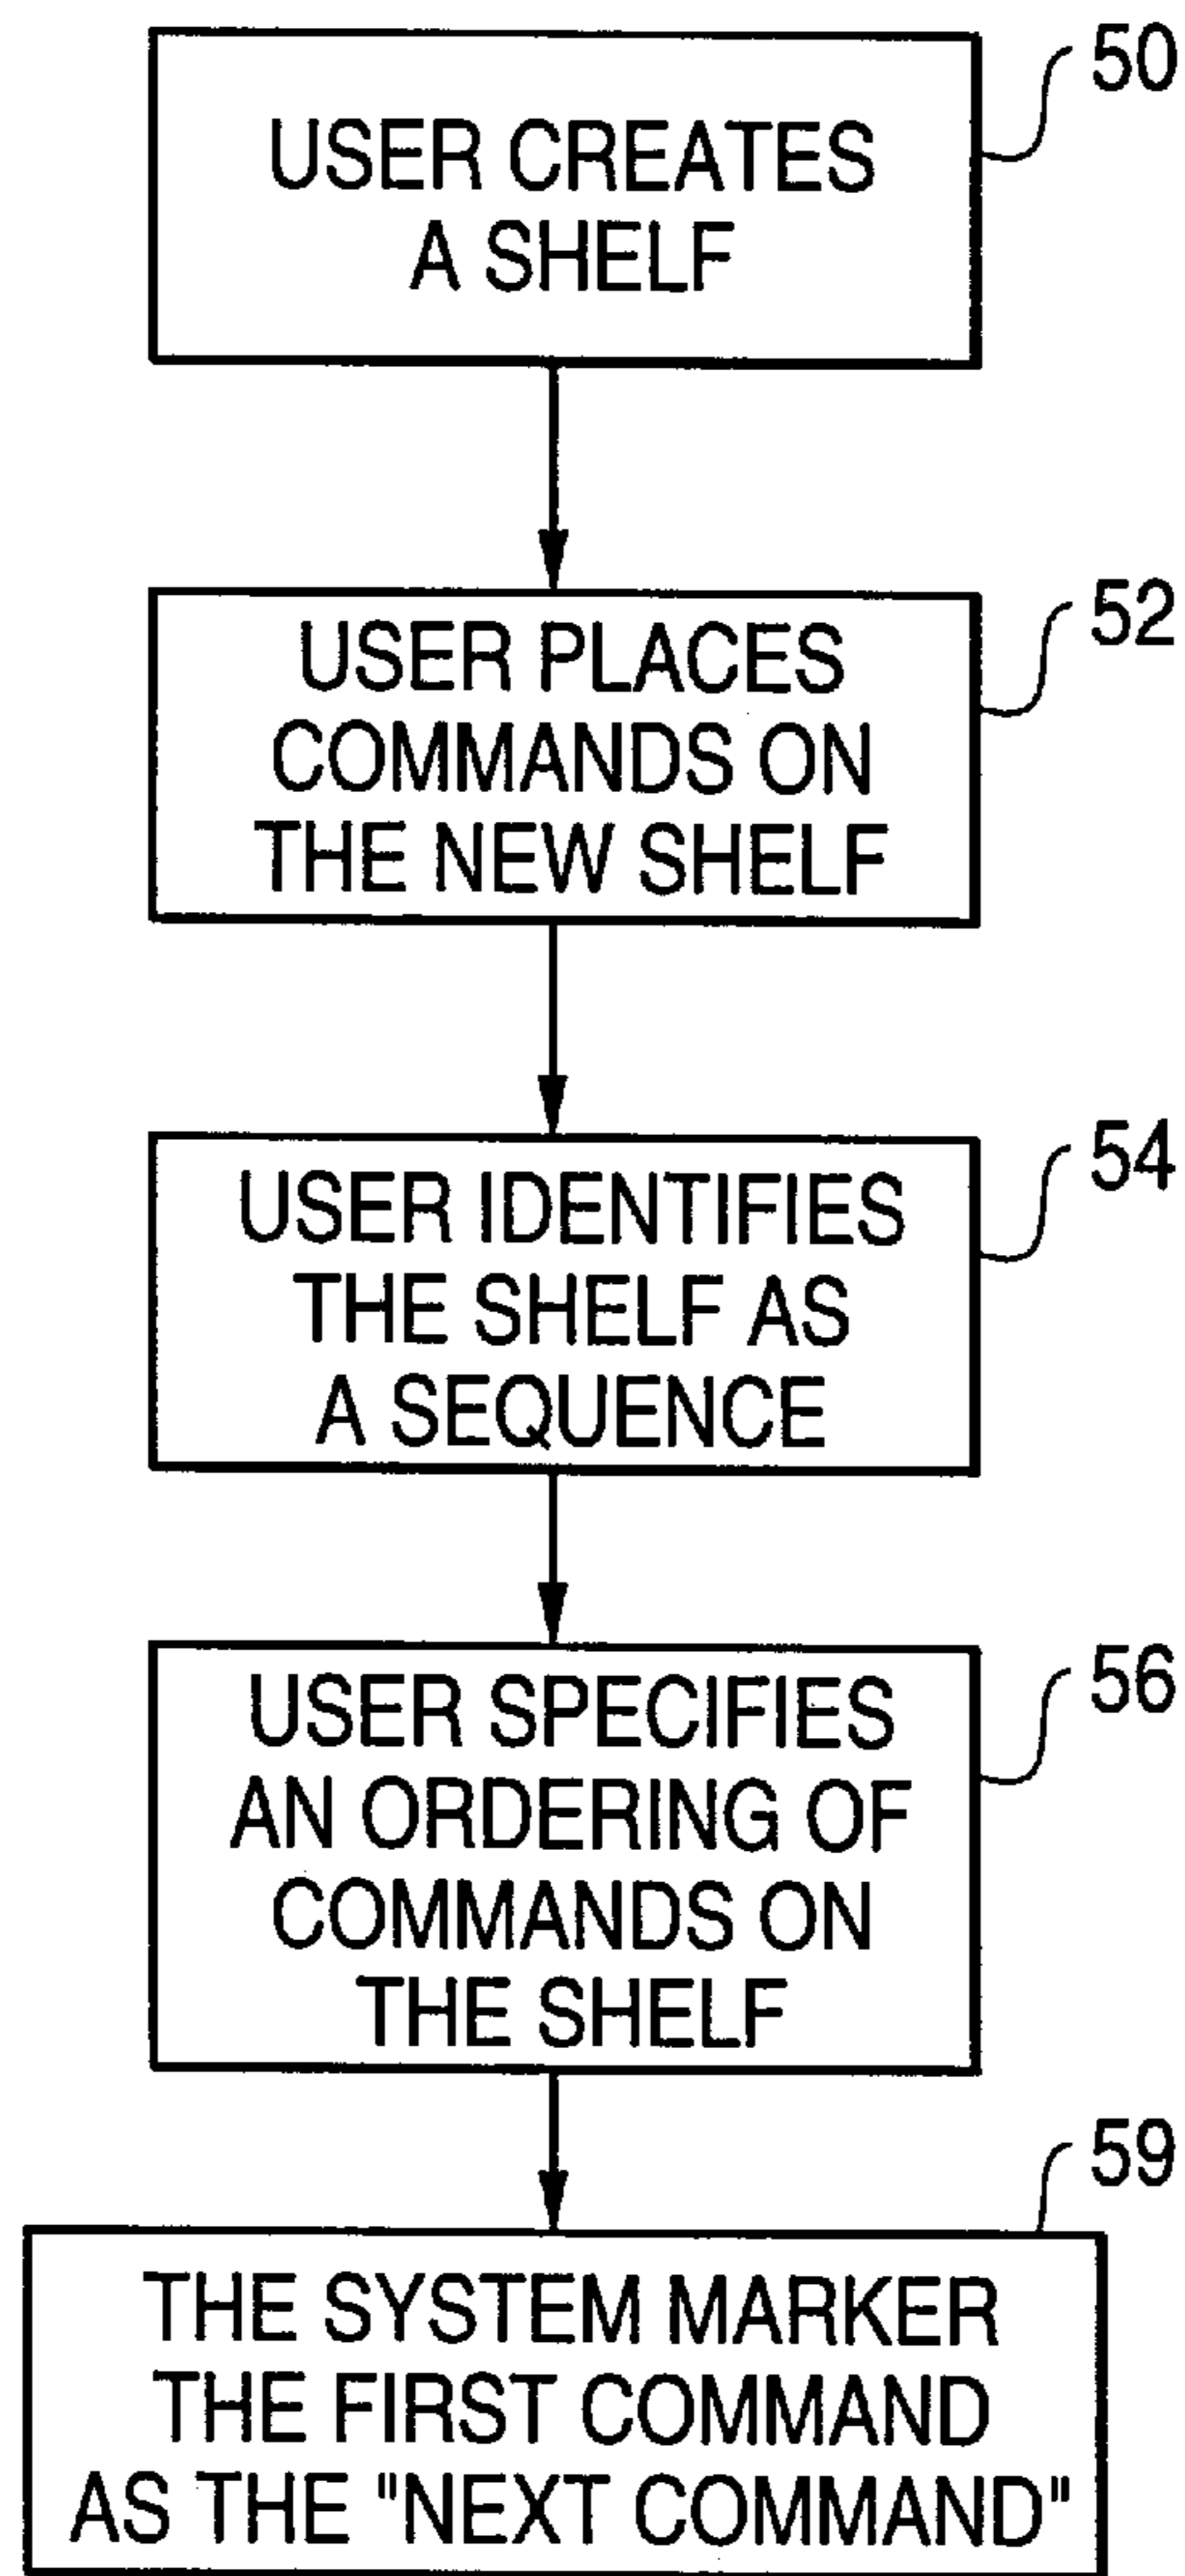 50
USER CREATES
A SHELF
52
USER PLACES
COMMANDS ON
THE NEW SHELF
54
USER IDENTIFIES
THE SHELF AS
A SEQUENCE
56
USER SPECIFIES
AN ORDERING OF
COMMANDS ON
THE SHELF
59
THE SYSTEM MARKER
THE FIRST COMMAND
AS THE "NEXT COMMAND"